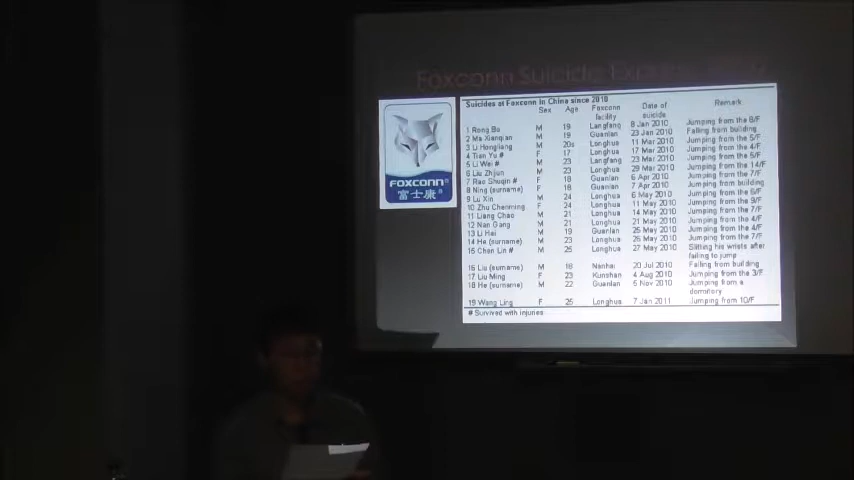 Foxconn Suicide Express
Suicides at Foxconn in China since 2010
Sex Age Foxconn facility Date of suicide Remark
1 Rong Bo M 19 Langfang 8 Jan 2010 Jumping from the 8/F
2 Ma Xianqian M 19 Guanlan 23 Jan 2010 Falling from building
3 Li Hongliang M 20s Longhua 11 Mar 2010 Jumping from the 5/F
4 Tian Yu # F 17 Longhua 17 Mar 2010 Jumping from the 4/F
5 Li Wei # M 23 Langfang 23 Mar 2010 Jumping from the 5/F
6 Liu Zhijun M 23 Longhua 29 Mar 2010 Jumping from the 14/F
7 Rao Shuqin # F 18 Guanlan 6 Apr 2010 Jumping from the 7/F
8 Ning (surname) F 18 Guanlan 7 Apr 2010 Jumping building
9 Lu Xin M 24 Longhua 6 May 2010 Jumping from the 6/F
10 Zhu Chenming F 24 Longhua 11 May 2010 Jumping from the 9/F
11 Liang Chao M 21 Longhua 14 May 2010 Jumping from the 7/F
12 Nan Gang M 21 Longhua 21 May 2010 Jumping from the 4/F
13 Li Hai M 19 Guanlan 25 May 2010 Jumping from the 4/F
14 He (surname) M 23 Longhua 26 May 2010 Jumping from the 7/F
15 Chen Lin # M 25 Longhua 27 May 2010 Slitting his wrists after failing to jump
16 Liu (surname) M 18 Nanhai 20 Jul 2010 Falling from building
17 Liu Ming F 23 Kunshan 4 Aug 2010 Jumping from the 3/F
18 He (surname) M 22 Guanlan 5 Nov 2010 Jumping from a dormitory
19 Wang Ling F 25 Longhua 7 Jan 2011 Jumping from 10/F
# Survived with injuries
FOXCONN®
富士康®